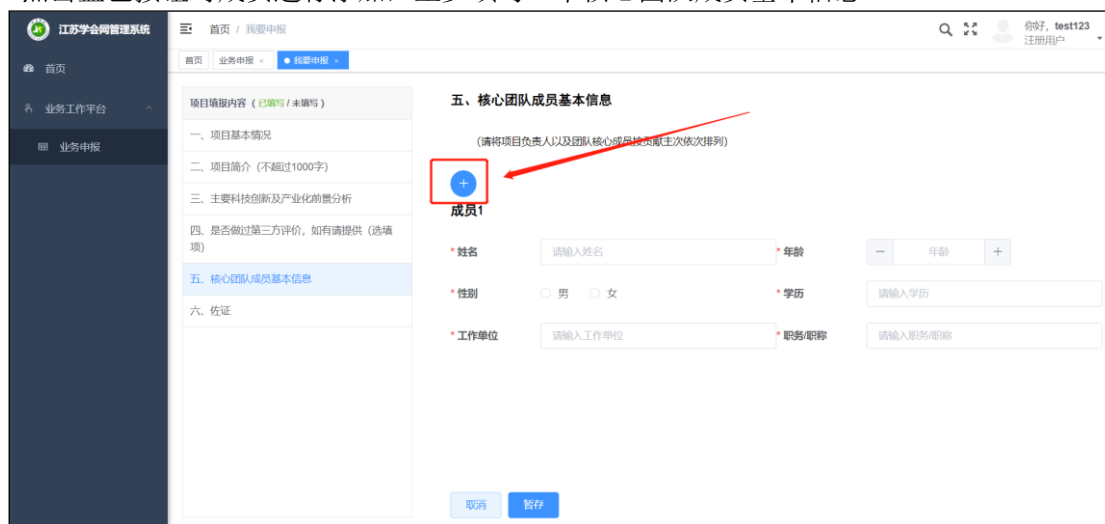 江苏学会网管理系统
首页 / 我要申报
你好, test123
注册用户
首页
业务申报 ×
● 我要申报 ×
首页
业务工作平台
业务申报
项目填报内容（已填写 / 未填写）
一、项目基本情况
二、项目简介（不超过1000字）
三、主要科技创新及产业化前景分析
四、是否做过第三方评价，如有请提供（选填
项）
五、核心团队成员基本信息
六、佐证
五、核心团队成员基本信息
（请将项目负责人以及团队核心成员按贡献主次依次排列）
+
成员1
* 姓名 请输入姓名 * 年龄 − 年龄 +
* 性别 男 女 * 学历 请输入学历
* 工作单位 请输入工作单位 * 职务/职称 请输入职务/职称
取消 暂存